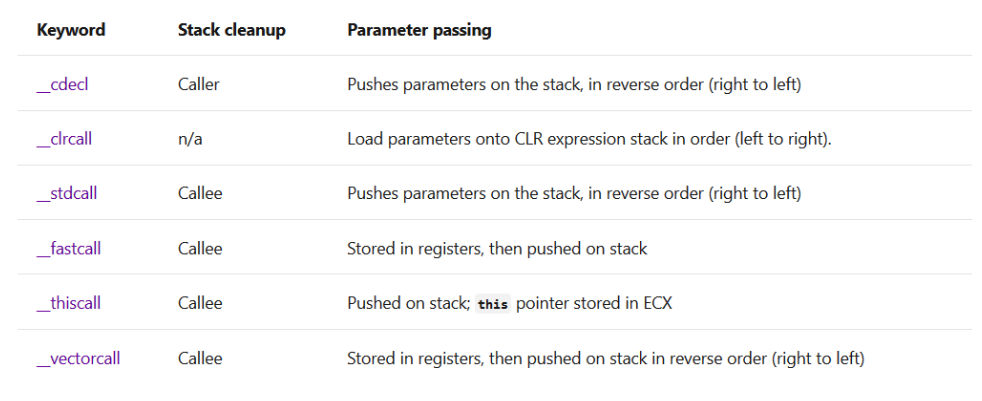 Keyword Stack cleanup Parameter passing
__cdecl Caller Pushes parameters on the stack, in reverse order (right to left)
__clrcall n/a Load parameters onto CLR expression stack in order (left to right).
__stdcall Callee Pushes parameters on the stack, in reverse order (right to left)
__fastcall Callee Stored in registers, then pushed on stack
__thiscall Callee Pushed on stack; this pointer stored in ECX
__vectorcall Callee Stored in registers, then pushed on stack in reverse order (right to left)